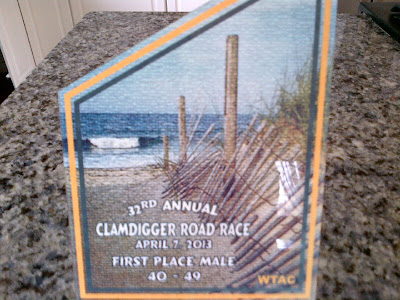 32RD ANNUAL
CLAMDIGGER ROAD RACE
APRIL 7, 2013
FIRST PLACE MALE
40 - 49
WTAC